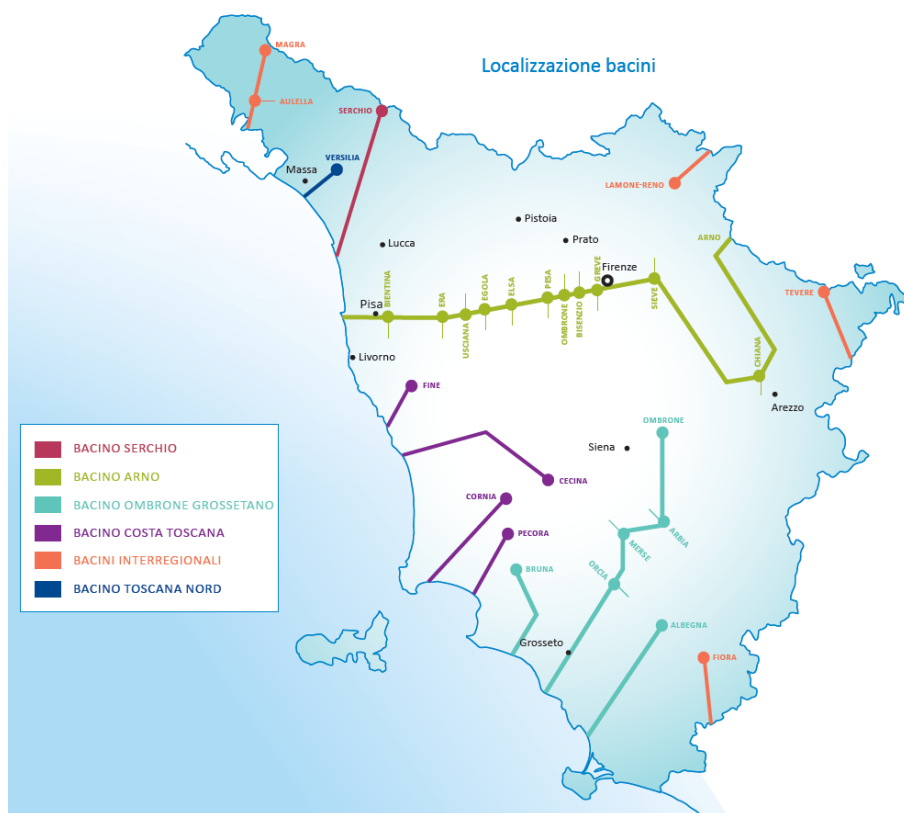 MAGRA
Localizzazione bacini
AULELLA
SERCHIO
VERSILIA
Massa
LAMONE-RENO
Pistoia
Prato
Lucca
ARNO
Firenze
TEVERE
Pisa
BIENTINA
ERA
USCIANA
EGOLA
ELSA
PESA
OMBRONE
BISENZIO
GREVE
SIEVE
CHIANA
Livorno
FINE
Arezzo
OMBRONE
Siena
CECINA
CORNIA
PECORA
ARBIA
MERSE
ORCIA
BRUNA
ALBEGNA
Grosseto
FIORA
BACINO SERCHIO
BACINO ARNO
BACINO OMBRONE GROSSETANO
BACINO COSTA TOSCANA
BACINI INTERREGIONALI
BACINO TOSCANA NORD